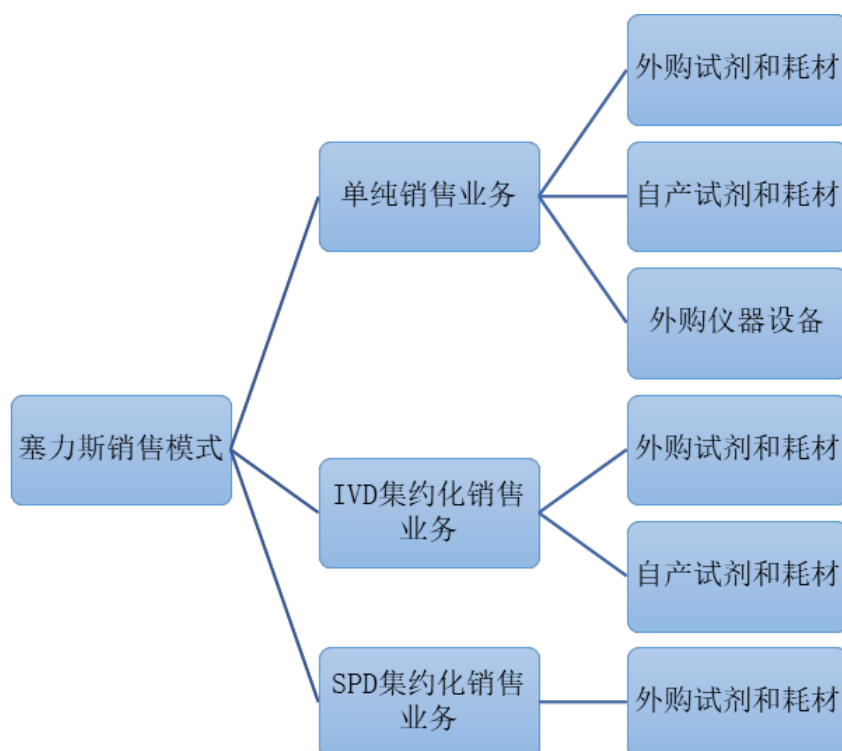 外购试剂和耗材
单纯销售业务
自产试剂和耗材
外购仪器设备
塞力斯销售模式
外购试剂和耗材
IVD集约化销售
业务
自产试剂和耗材
SPD集约化销售
业务
外购试剂和耗材